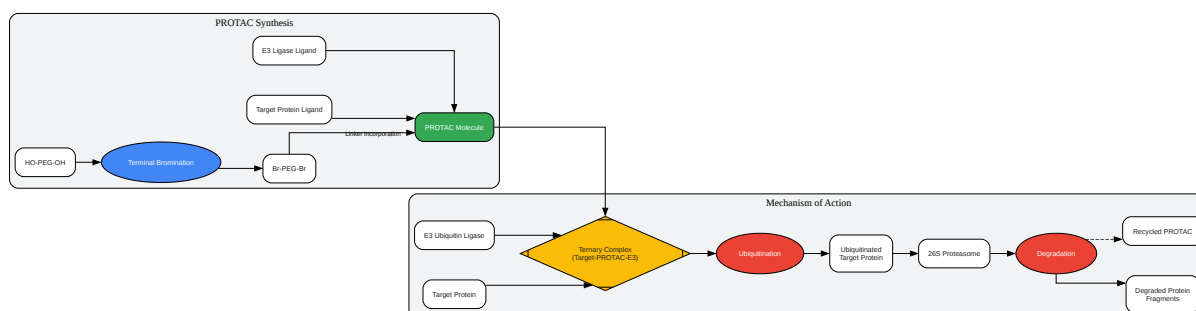 PROTAC Synthesis
E3 Ligase Ligand
Target Protein Ligand
PROTAC Molecule
Linker Incorporation
HO-PEG-OH
Terminal Bromination
Br-PEG-Br
Mechanism of Action
E3 Ubiquitin Ligase
Target Protein
Ternary Complex
(Target-PROTAC-E3)
Ubiquitination
Ubiquitinated
Target Protein
26S Proteasome
Degradation
Recycled PROTAC
Degraded Protein
Fragments